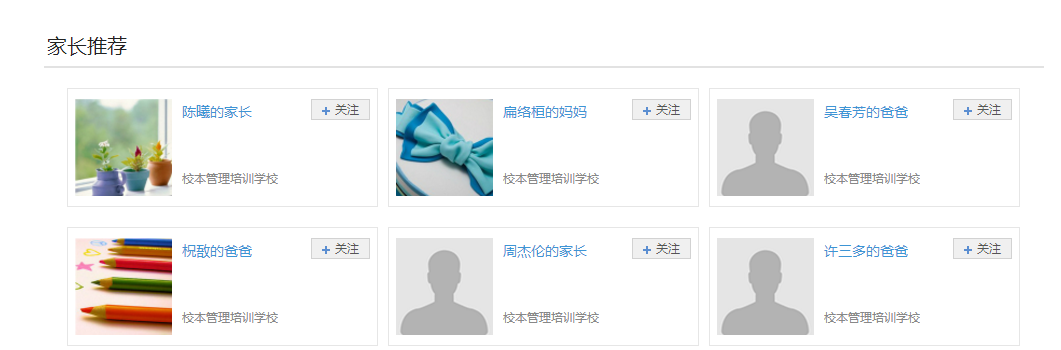 家长推荐
陈曦的家长
+ 关注
校本管理培训学校
扁络桓的妈妈
+ 关注
校本管理培训学校
吴春芳的爸爸
+ 关注
校本管理培训学校
祝敔的爸爸
+ 关注
校本管理培训学校
周杰伦的家长
+ 关注
校本管理培训学校
许三多的爸爸
+ 关注
校本管理培训学校